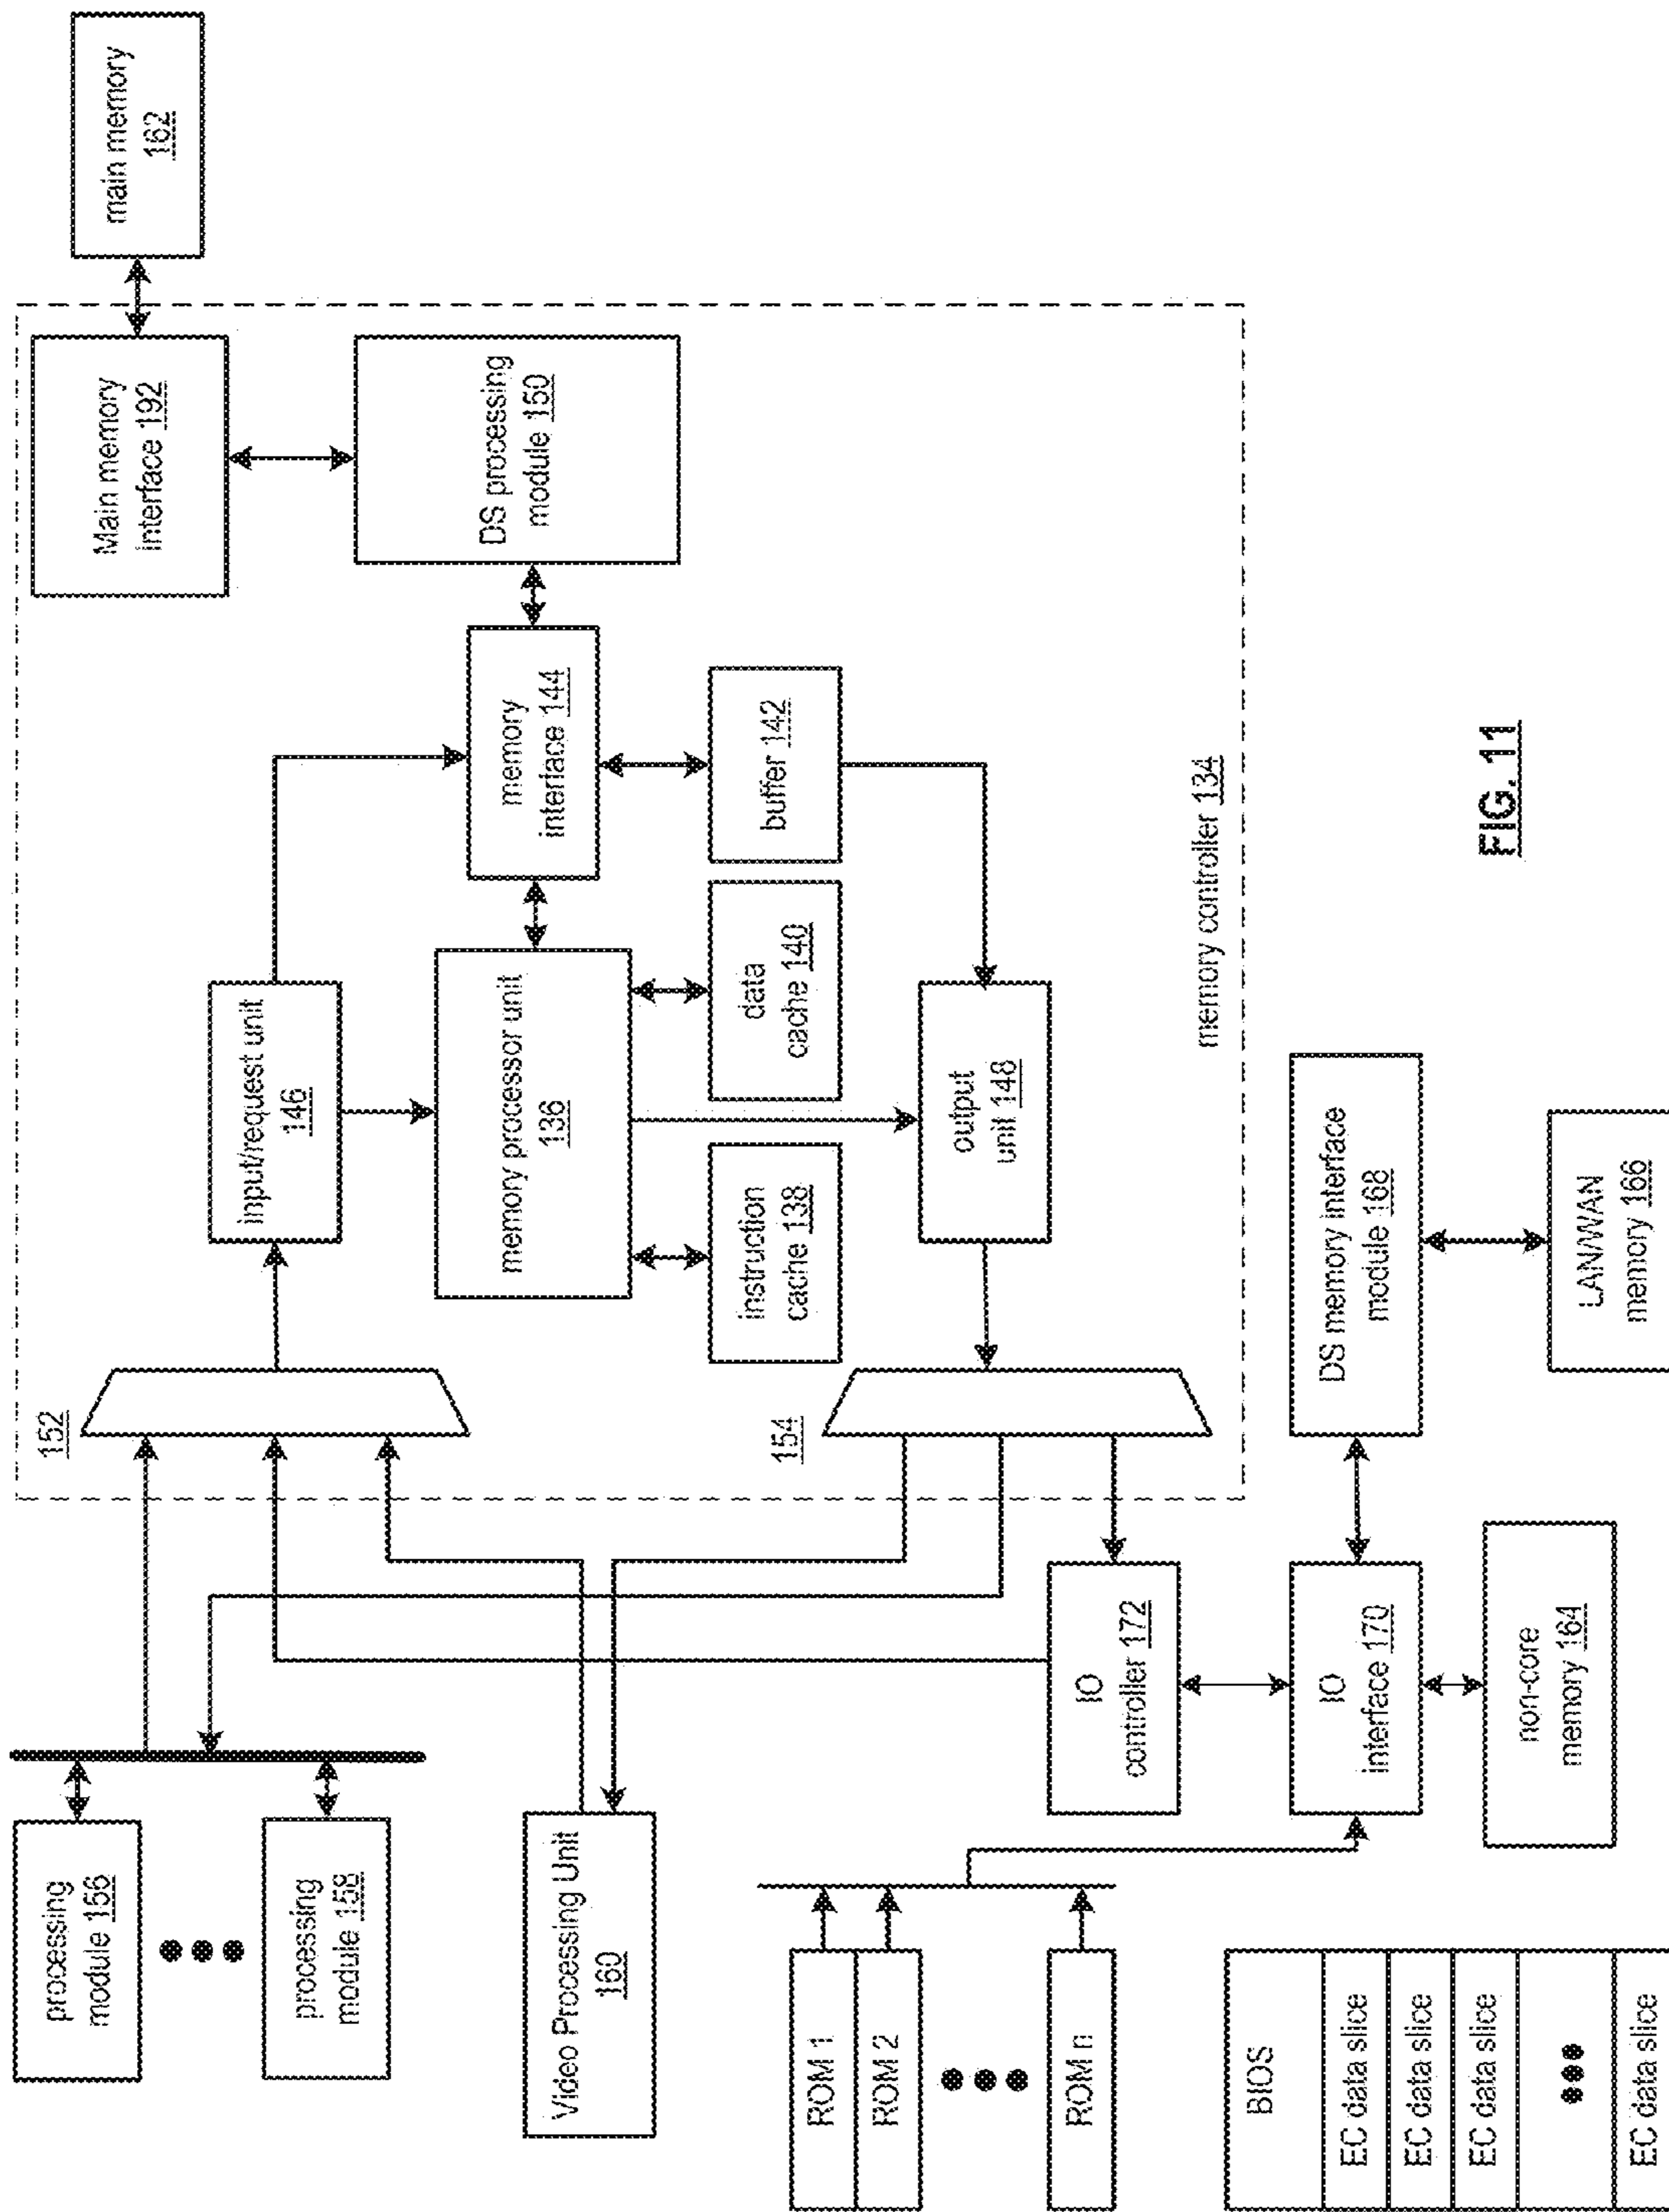 processing
module 156
processing
module 158
Video Processing Unit
160
ROM 1
ROM 2
ROM n
BIOS
EC data slice
EC data slice
EC data slice
EC data slice
152
154
input/request unit
146
memory processor unit
136
instruction
cache 138
data
cache 140
output
unit 148
memory
interface 144
buffer 142
Main memory
interface 192
DS processing
module 150
main memory
162
memory controller 134
IO
controller 172
IO
interface 170
non-core
memory 164
DS memory interface
module 168
LAN/WAN
memory 166
FIG. 11